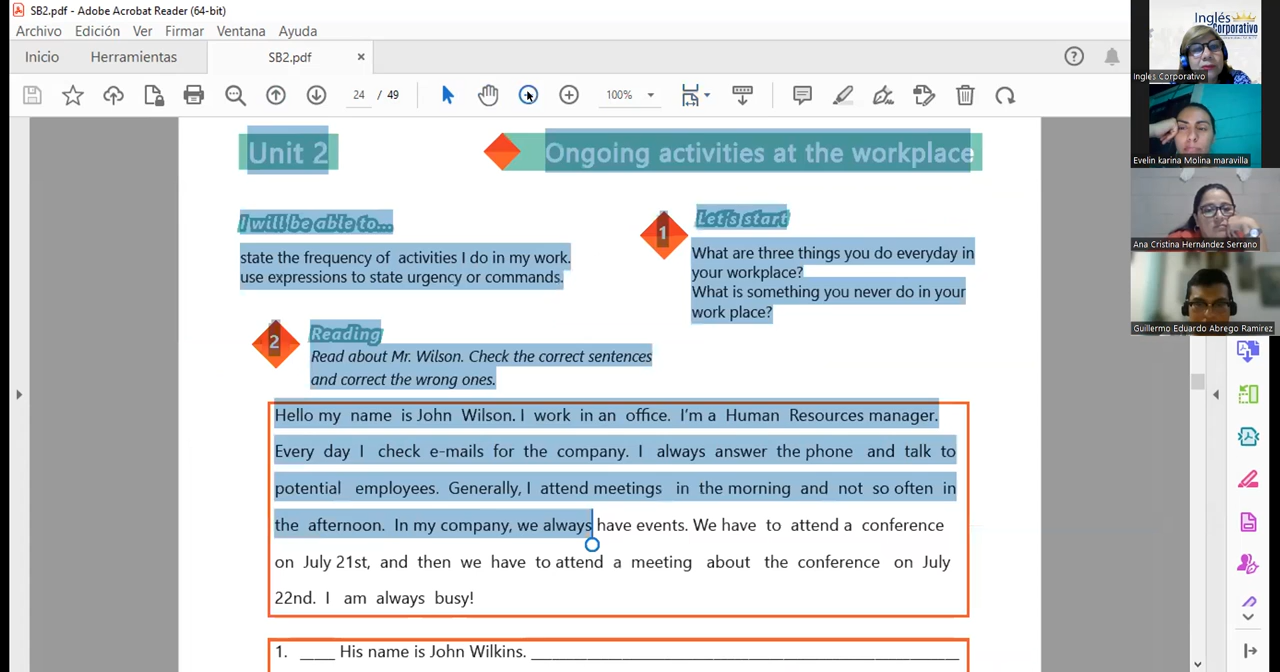 SB2.pdf - Adobe Acrobat Reader (64-bit)
Archivo Edición Ver Firmar Ventana Ayuda
Inicio Herramientas SB2.pdf
24 / 49 100%
Unit 2
Ongoing activities at the workplace
I will be able to...
state the frequency of activities I do in my work.
use expressions to state urgency or commands.
1
Let's start
What are three things you do everyday in
your workplace?
What is something you never do in your
work place?
2
Reading
Read about Mr. Wilson. Check the correct sentences
and correct the wrong ones.
Hello my name is John Wilson. I work in an office. I'm a Human Resources manager.
Every day I check e-mails for the company. I always answer the phone and talk to
potential employees. Generally, I attend meetings in the morning and not so often in
the afternoon. In my company, we always have events. We have to attend a conference
on July 21st, and then we have to attend a meeting about the conference on July
22nd. I am always busy!
1. ____ His name is John Wilkins. ____
Inglés
Corporativo
Ingles Corporativo
Evelin karina Molina maravilla
Ana Cristina Hernández Serrano
Guillermo Eduardo Abrego Ramirez